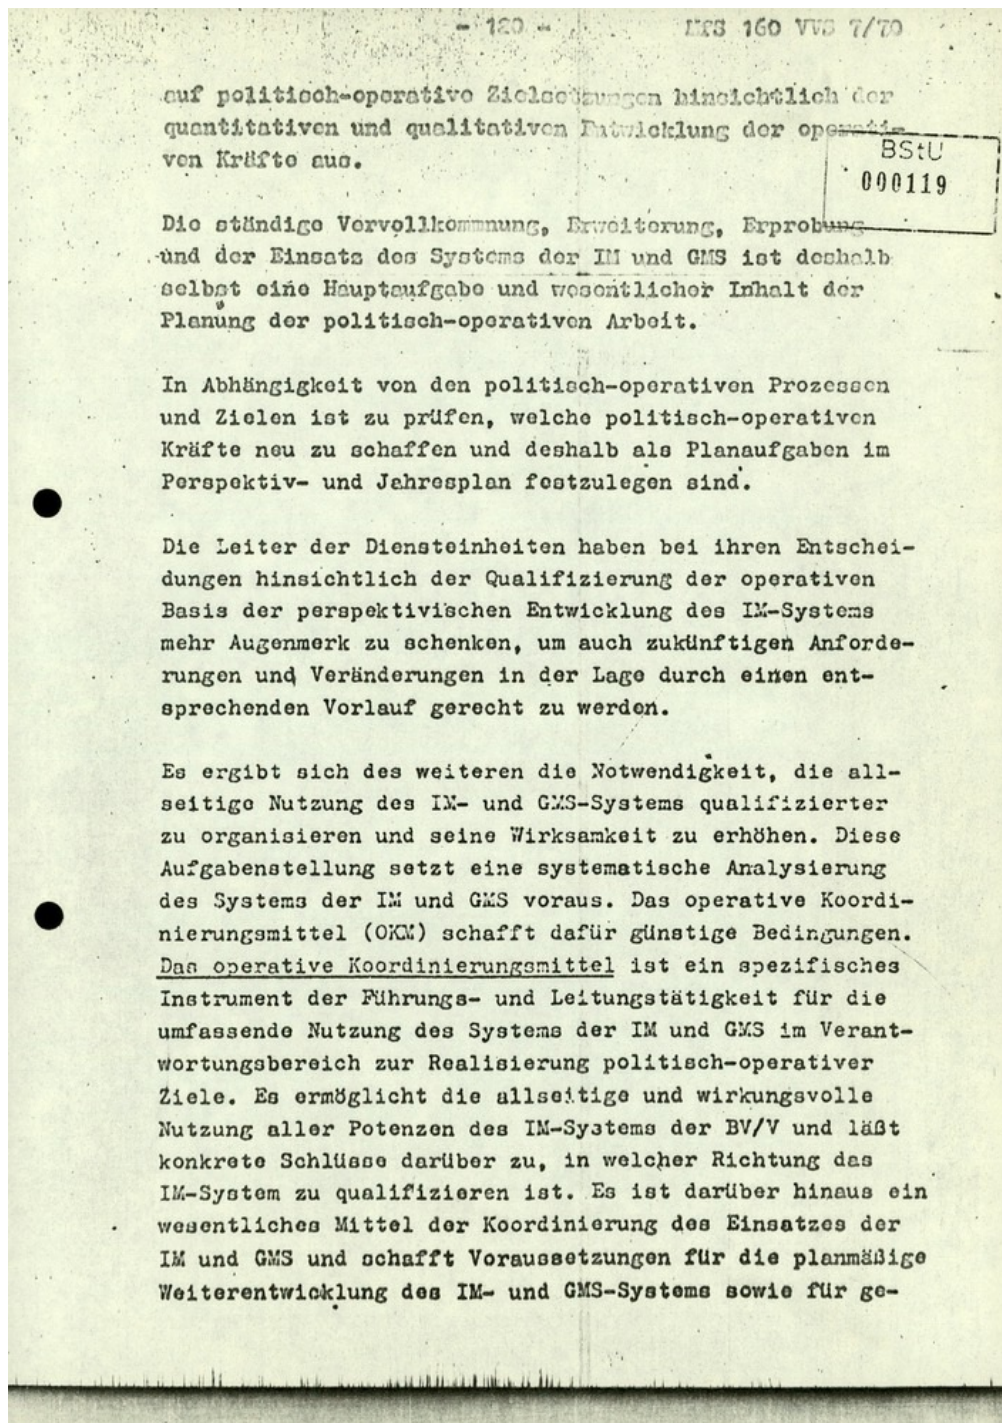 - 120 -
MfS 160 VVS 7/70
auf politisch-operative Zielsetzungen hinsichtlich der
quantitativen und qualitativen Entwicklung der operati-
ven Kräfte aus.
BStU
000119
Die ständige Vervollkommnung, Erweiterung, Erprobung
und der Einsatz des Systems der IM und GMS ist deshalb
selbst eine Hauptaufgabe und wesentlicher Inhalt der
Planung der politisch-operativen Arbeit.
In Abhängigkeit von den politisch-operativen Prozessen
und Zielen ist zu prüfen, welche politisch-operativen
Kräfte neu zu schaffen und deshalb als Planaufgaben im
Perspektiv- und Jahresplan festzulegen sind.
Die Leiter der Diensteinheiten haben bei ihren Entschei-
dungen hinsichtlich der Qualifizierung der operativen
Basis der perspektivischen Entwicklung des IM-Systems
mehr Augenmerk zu schenken, um auch zukünftigen Anforde-
rungen und Veränderungen in der Lage durch einen ent-
sprechenden Vorlauf gerecht zu werden.
Es ergibt sich des weiteren die Notwendigkeit, die all-
seitige Nutzung des IM- und GMS-Systems qualifizierter
zu organisieren und seine Wirksamkeit zu erhöhen. Diese
Aufgabenstellung setzt eine systematische Analysierung
des Systems der IM und GMS voraus. Das operative Koordi-
nierungsmittel (OKM) schafft dafür günstige Bedingungen.
Das operative Koordinierungsmittel ist ein spezifisches
Instrument der Führungs- und Leitungstätigkeit für die
umfassende Nutzung des Systems der IM und GMS im Verant-
wortungsbereich zur Realisierung politisch-operativer
Ziele. Es ermöglicht die allseitige und wirkungsvolle
Nutzung aller Potenzen des IM-Systems der BV/V und läßt
konkrete Schlüsse darüber zu, in welcher Richtung das
IM-System zu qualifizieren ist. Es ist darüber hinaus ein
wesentliches Mittel der Koordinierung des Einsatzes der
IM und GMS und schafft Voraussetzungen für die planmäßige
Weiterentwicklung des IM- und GMS-Systems sowie für ge-